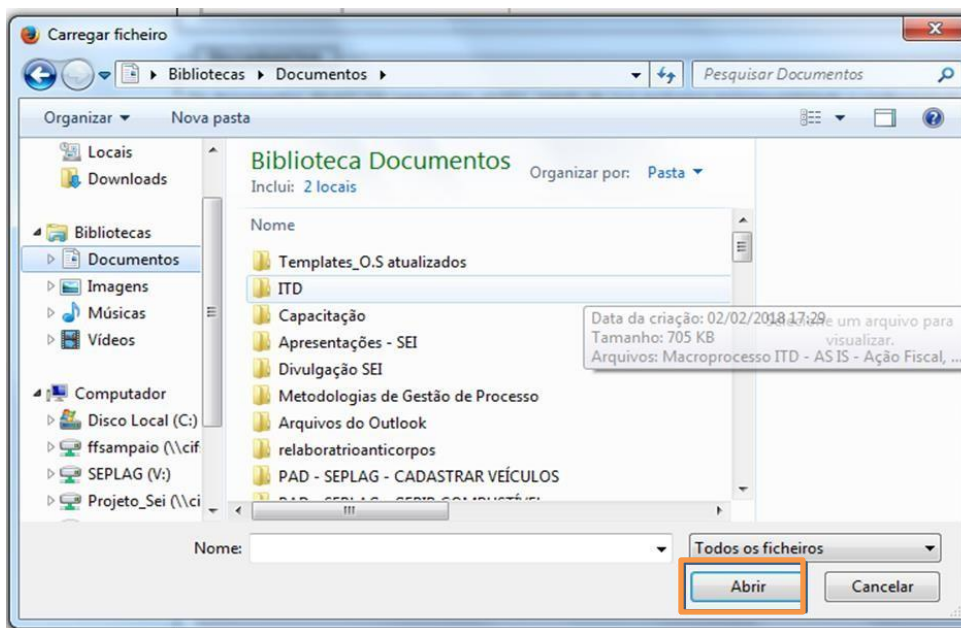 Carregar ficheiro
Bibliotecas Documentos
Pesquisar Documentos
Organizar Nova pasta
Locais
Downloads
Bibliotecas
Documentos
Imagens
Músicas
Vídeos
Computador
Disco Local (C:)
ffsampaio (\\cif
SEPLAG (V:)
Projeto_Sei (\\ci
Biblioteca Documentos
Inclui: 2 locais
Organizar por: Pasta
Nome
Templates_O.S atualizados
ITD
Capacitação
Apresentações - SEI
Divulgação SEI
Metodologias de Gestão de Processo
Arquivos do Outlook
relaboratrioanticorpos
PAD - SEPLAG - CADASTRAR VEÍCULOS
Data da criação: 02/02/2018 17:29
Tamanho: 705 KB
Arquivos: Macroprocesso ITD - AS IS - Ação Fiscal, ...
um arquivo para
visualizar.
Nome:
Todos os ficheiros
Abrir
Cancelar